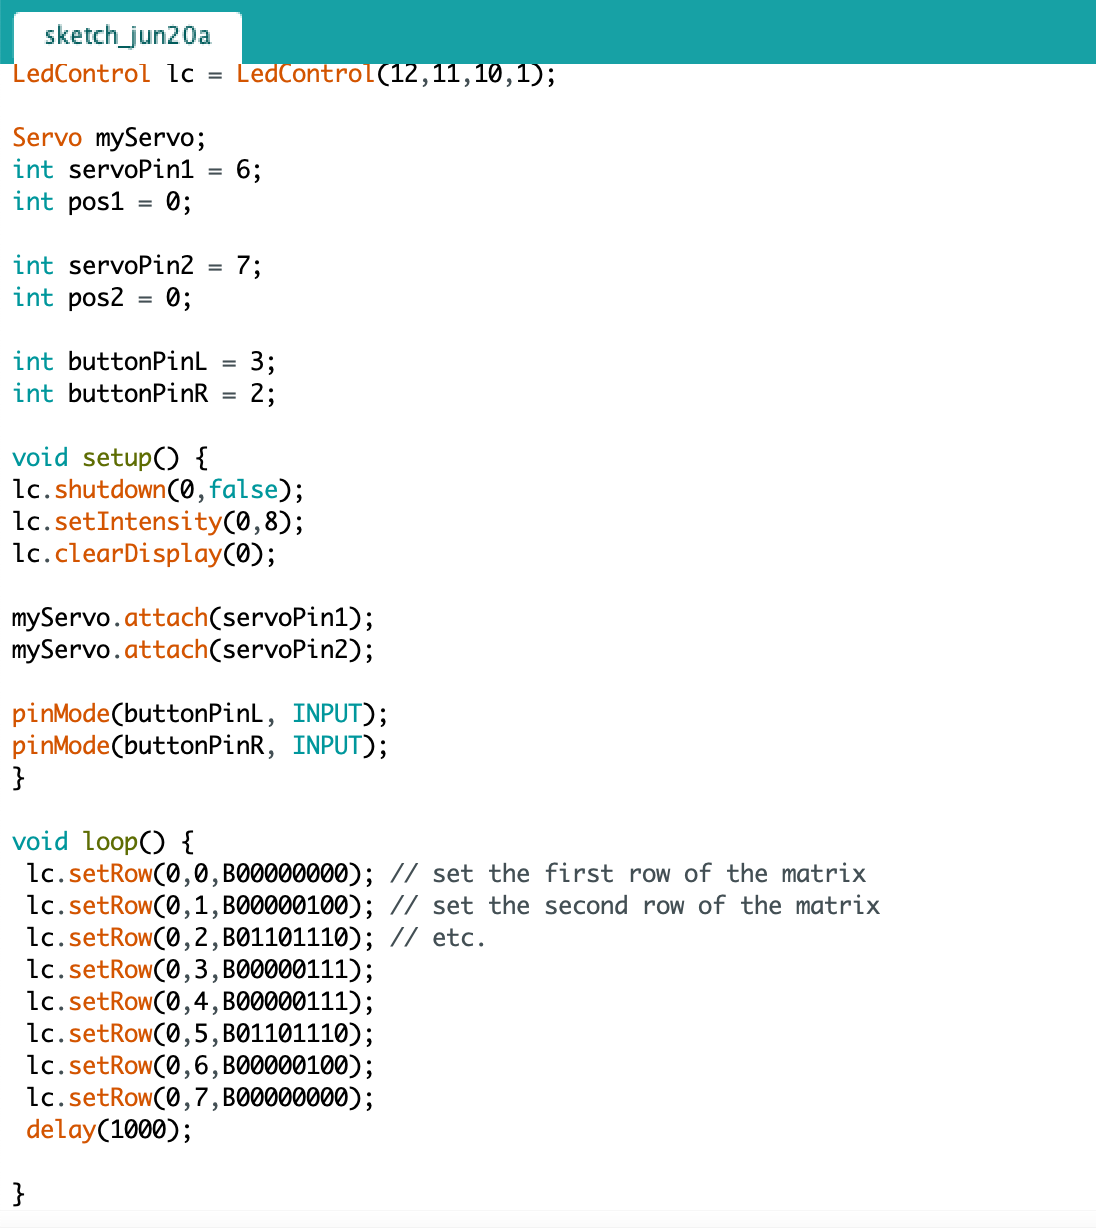 sketch_jun20a
LedControl lc = LedControl(12,11,10,1);
Servo myServo;
int servoPin1 = 6;
int pos1 = 0;
int servoPin2 = 7;
int pos2 = 0;
int buttonPinL = 3;
int buttonPinR = 2;
void setup() {
lc.shutdown(0,false);
lc.setIntensity(0,8);
lc.clearDisplay(0);
myServo.attach(servoPin1);
myServo.attach(servoPin2);
pinMode(buttonPinL, INPUT);
pinMode(buttonPinR, INPUT);
}
void loop() {
lc.setRow(0,0,B00000000); // set the first row of the matrix
lc.setRow(0,1,B00000100); // set the second row of the matrix
lc.setRow(0,2,B01101110); // etc.
lc.setRow(0,3,B00000111);
lc.setRow(0,4,B00000111);
lc.setRow(0,5,B01101110);
lc.setRow(0,6,B00000100);
lc.setRow(0,7,B00000000);
delay(1000);
}